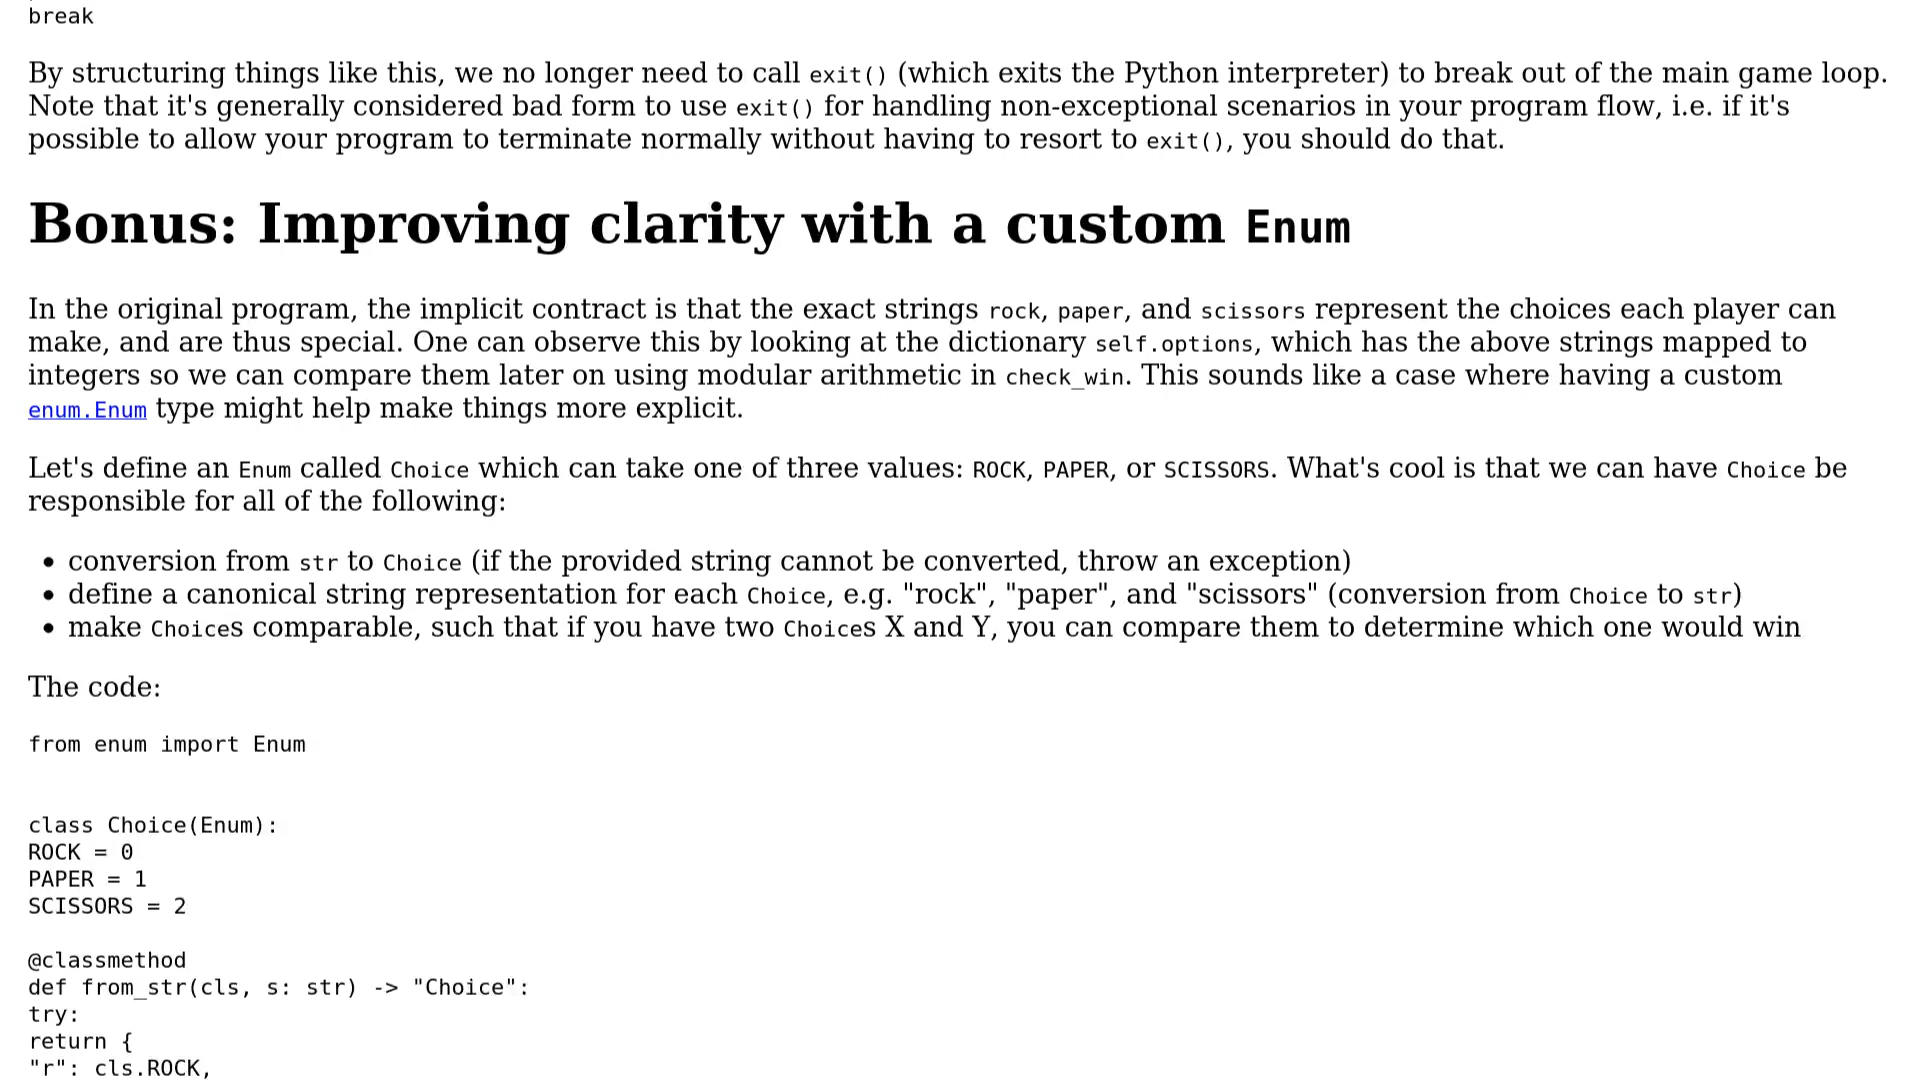 break
By structuring things like this, we no longer need to call exit() (which exits the Python interpreter) to break out of the main game loop.
Note that it's generally considered bad form to use exit() for handling non-exceptional scenarios in your program flow, i.e. if it's
possible to allow your program to terminate normally without having to resort to exit(), you should do that.
Bonus: Improving clarity with a custom Enum
In the original program, the implicit contract is that the exact strings rock, paper, and scissors represent the choices each player can
make, and are thus special. One can observe this by looking at the dictionary self.options, which has the above strings mapped to
integers so we can compare them later on using modular arithmetic in check_win. This sounds like a case where having a custom
enum.Enum type might help make things more explicit.
Let's define an Enum called Choice which can take one of three values: ROCK, PAPER, or SCISSORS. What's cool is that we can have Choice be
responsible for all of the following:
• conversion from str to Choice (if the provided string cannot be converted, throw an exception)
• define a canonical string representation for each Choice, e.g. "rock", "paper", and "scissors" (conversion from Choice to str)
• make Choices comparable, such that if you have two Choices X and Y, you can compare them to determine which one would win
The code:
from enum import Enum
class Choice(Enum):
ROCK = 0
PAPER = 1
SCISSORS = 2
@classmethod
def from_str(cls, s: str) -> "Choice":
try:
return {
"r": cls.ROCK,